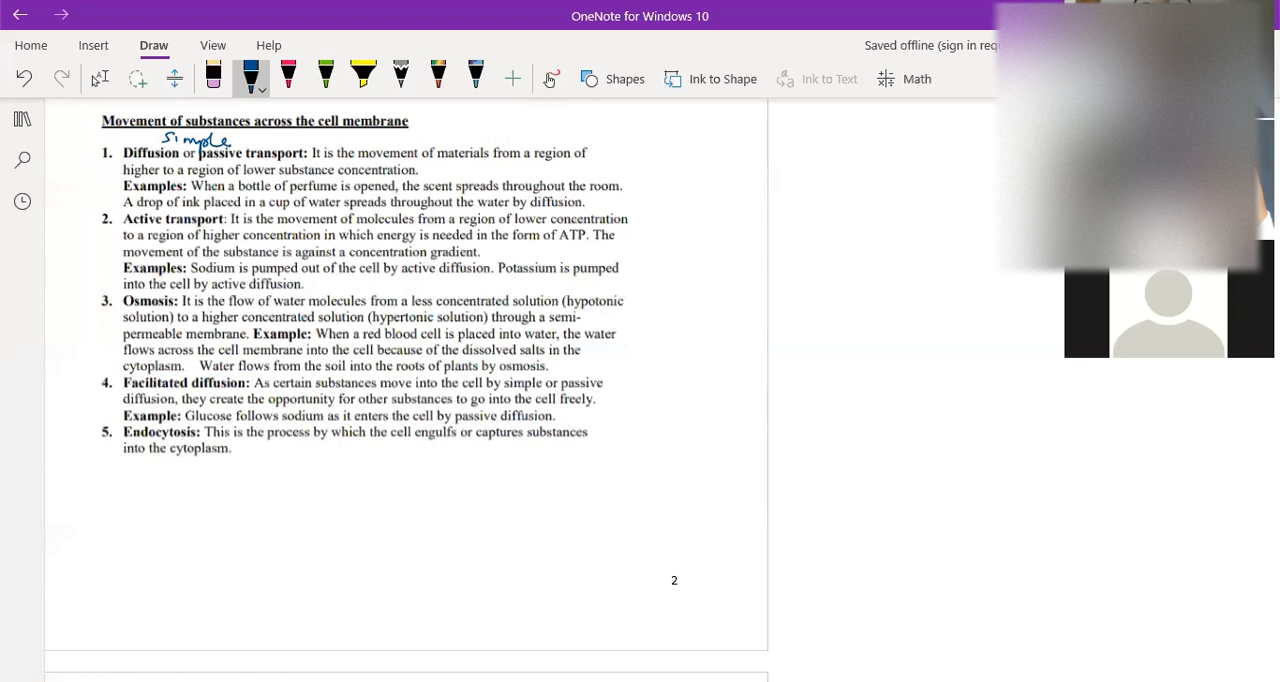 OneNote for Windows 10
Home Insert Draw View Help
Saved offline (sign in req
Shapes Ink to Shape Ink to Text Math
Movement of substances across the cell membrane
simple
1. Diffusion or passive transport: It is the movement of materials from a region of
higher to a region of lower substance concentration.
Examples: When a bottle of perfume is opened, the scent spreads throughout the room.
A drop of ink placed in a cup of water spreads throughout the water by diffusion.
2. Active transport: It is the movement of molecules from a region of lower concentration
to a region of higher concentration in which energy is needed in the form of ATP. The
movement of the substance is against a concentration gradient.
Examples: Sodium is pumped out of the cell by active diffusion. Potassium is pumped
into the cell by active diffusion.
3. Osmosis: It is the flow of water molecules from a less concentrated solution (hypotonic
solution) to a higher concentrated solution (hypertonic solution) through a semi-
permeable membrane. Example: When a red blood cell is placed into water, the water
flows across the cell membrane into the cell because of the dissolved salts in the
cytoplasm. Water flows from the soil into the roots of plants by osmosis.
4. Facilitated diffusion: As certain substances move into the cell by simple or passive
diffusion, they create the opportunity for other substances to go into the cell freely.
Example: Glucose follows sodium as it enters the cell by passive diffusion.
5. Endocytosis: This is the process by which the cell engulfs or captures substances
into the cytoplasm.
2